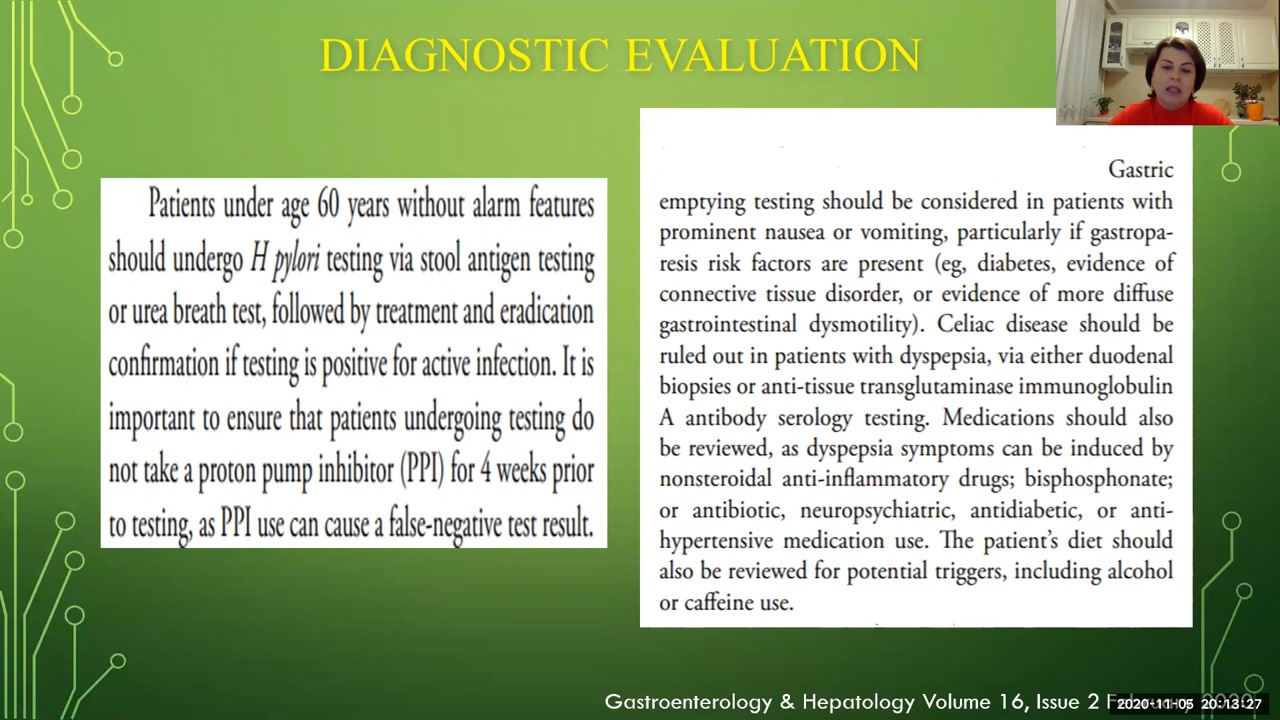 DIAGNOSTIC EVALUATION
Patients under age 60 years without alarm features
should undergo H pylori testing via stool antigen testing
or urea breath test, followed by treatment and eradication
confirmation if testing is positive for active infection. It is
important to ensure that patients undergoing testing do
not take a proton pump inhibitor (PPI) for 4 weeks prior
to testing, as PPI use can cause a false-negative test result.
Gastric
emptying testing should be considered in patients with
prominent nausea or vomiting, particularly if gastropa-
resis risk factors are present (eg, diabetes, evidence of
connective tissue disorder, or evidence of more diffuse
gastrointestinal dysmotility). Celiac disease should be
ruled out in patients with dyspepsia, via either duodenal
biopsies or anti-tissue transglutaminase immunoglobulin
A antibody serology testing. Medications should also
be reviewed, as dyspepsia symptoms can be induced by
nonsteroidal anti-inflammatory drugs; bisphosphonate;
or antibiotic, neuropsychiatric, antidiabetic, or anti-
hypertensive medication use. The patient's diet should
also be reviewed for potential triggers, including alcohol
or caffeine use.
Gastroenterology & Hepatology Volume 16, Issue 2
2020-11-05 20:13:27